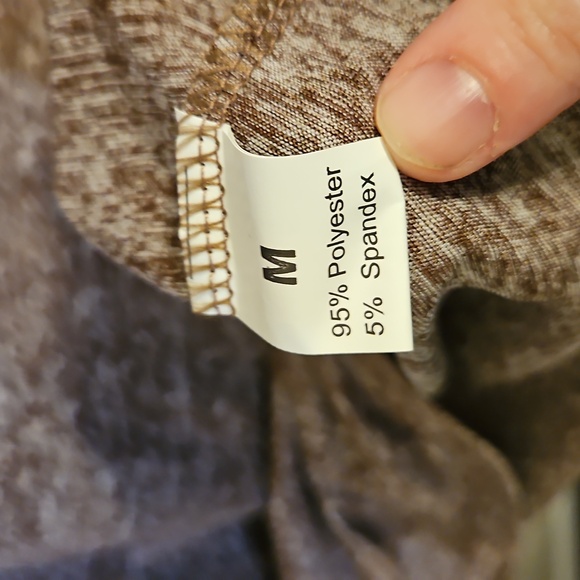 M
95% Polyester
5% Spandex